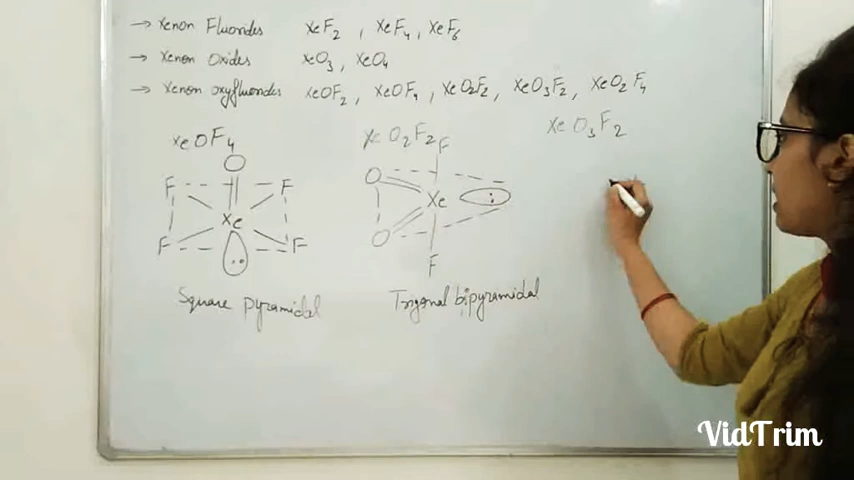 → Xenon Fluorides XeF2 , XeF4, XeF6
→ Xenon Oxides XeO3, XeO4
→ Xenon oxyfluorides XeOF2, XeOF4, XeO2F2, XeO3F2, XeO2F4
XeOF4 XeO2F2 XeO3F2
O F
F F O
Xe Xe
F F O
F
Square pyramidal Trigonal bipyramidal
VidTrim